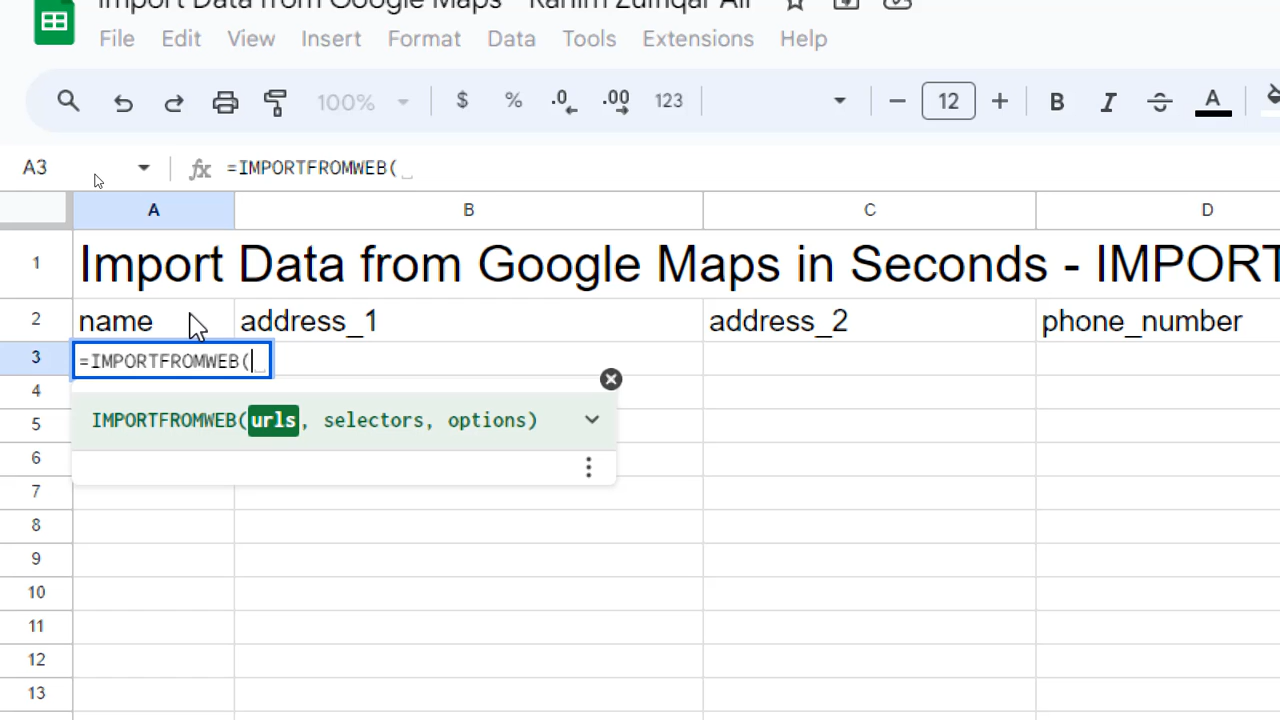 Import Data from Google Maps - Rahim Zulfiqar Ali
File Edit View Insert Format Data Tools Extensions Help
100% $ % .0 .00 123 12 B I A
A3 fx =IMPORTFROMWEB(
A B C D
1 Import Data from Google Maps in Seconds - IMPORT
2 name address_1 address_2 phone_number
3 =IMPORTFROMWEB(
4
IMPORTFROMWEB(urls, selectors, options)
5
6
7
8
9
10
11
12
13